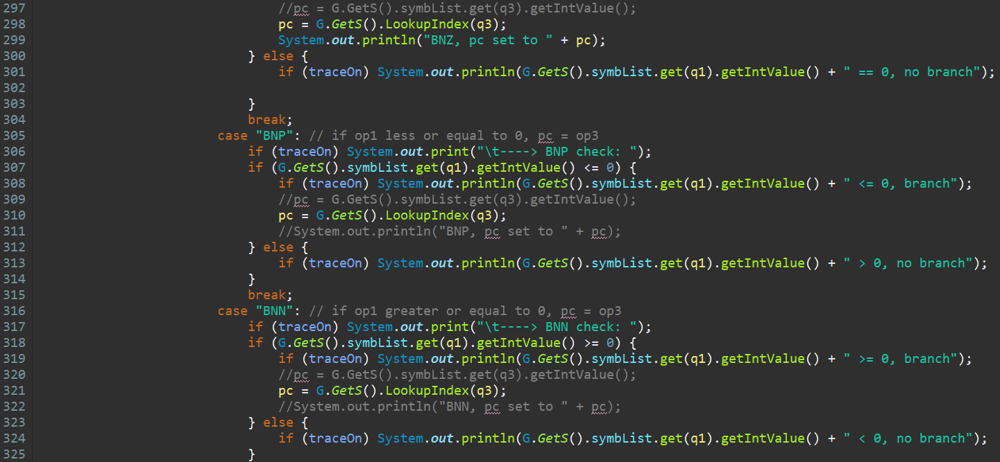 297 //pc = G.GetS().symbList.get(q3).getIntValue();
298 pc = G.GetS().LookupIndex(q3);
299 System.out.println("BNZ, pc set to " + pc);
300 } else {
301 if (traceOn) System.out.println(G.GetS().symbList.get(q1).getIntValue() + " == 0, no branch");
302
303 }
304 break;
305 case "BNP": // if op1 less or equal to 0, pc = op3
306 if (traceOn) System.out.print("\t----> BNP check: ");
307 if (G.GetS().symbList.get(q1).getIntValue() <= 0) {
308 if (traceOn) System.out.println(G.GetS().symbList.get(q1).getIntValue() + " <= 0, branch");
309 //pc = G.GetS().symbList.get(q3).getIntValue();
310 pc = G.GetS().LookupIndex(q3);
311 //System.out.println("BNP, pc set to " + pc);
312 } else {
313 if (traceOn) System.out.println(G.GetS().symbList.get(q1).getIntValue() + " > 0, no branch");
314 }
315 break;
316 case "BNN": // if op1 greater or equal to 0, pc = op3
317 if (traceOn) System.out.print("\t----> BNN check: ");
318 if (G.GetS().symbList.get(q1).getIntValue() >= 0) {
319 if (traceOn) System.out.println(G.GetS().symbList.get(q1).getIntValue() + " >= 0, branch");
320 //pc = G.GetS().symbList.get(q3).getIntValue();
321 pc = G.GetS().LookupIndex(q3);
322 //System.out.println("BNN, pc set to " + pc);
323 } else {
324 if (traceOn) System.out.println(G.GetS().symbList.get(q1).getIntValue() + " < 0, no branch");
325 }